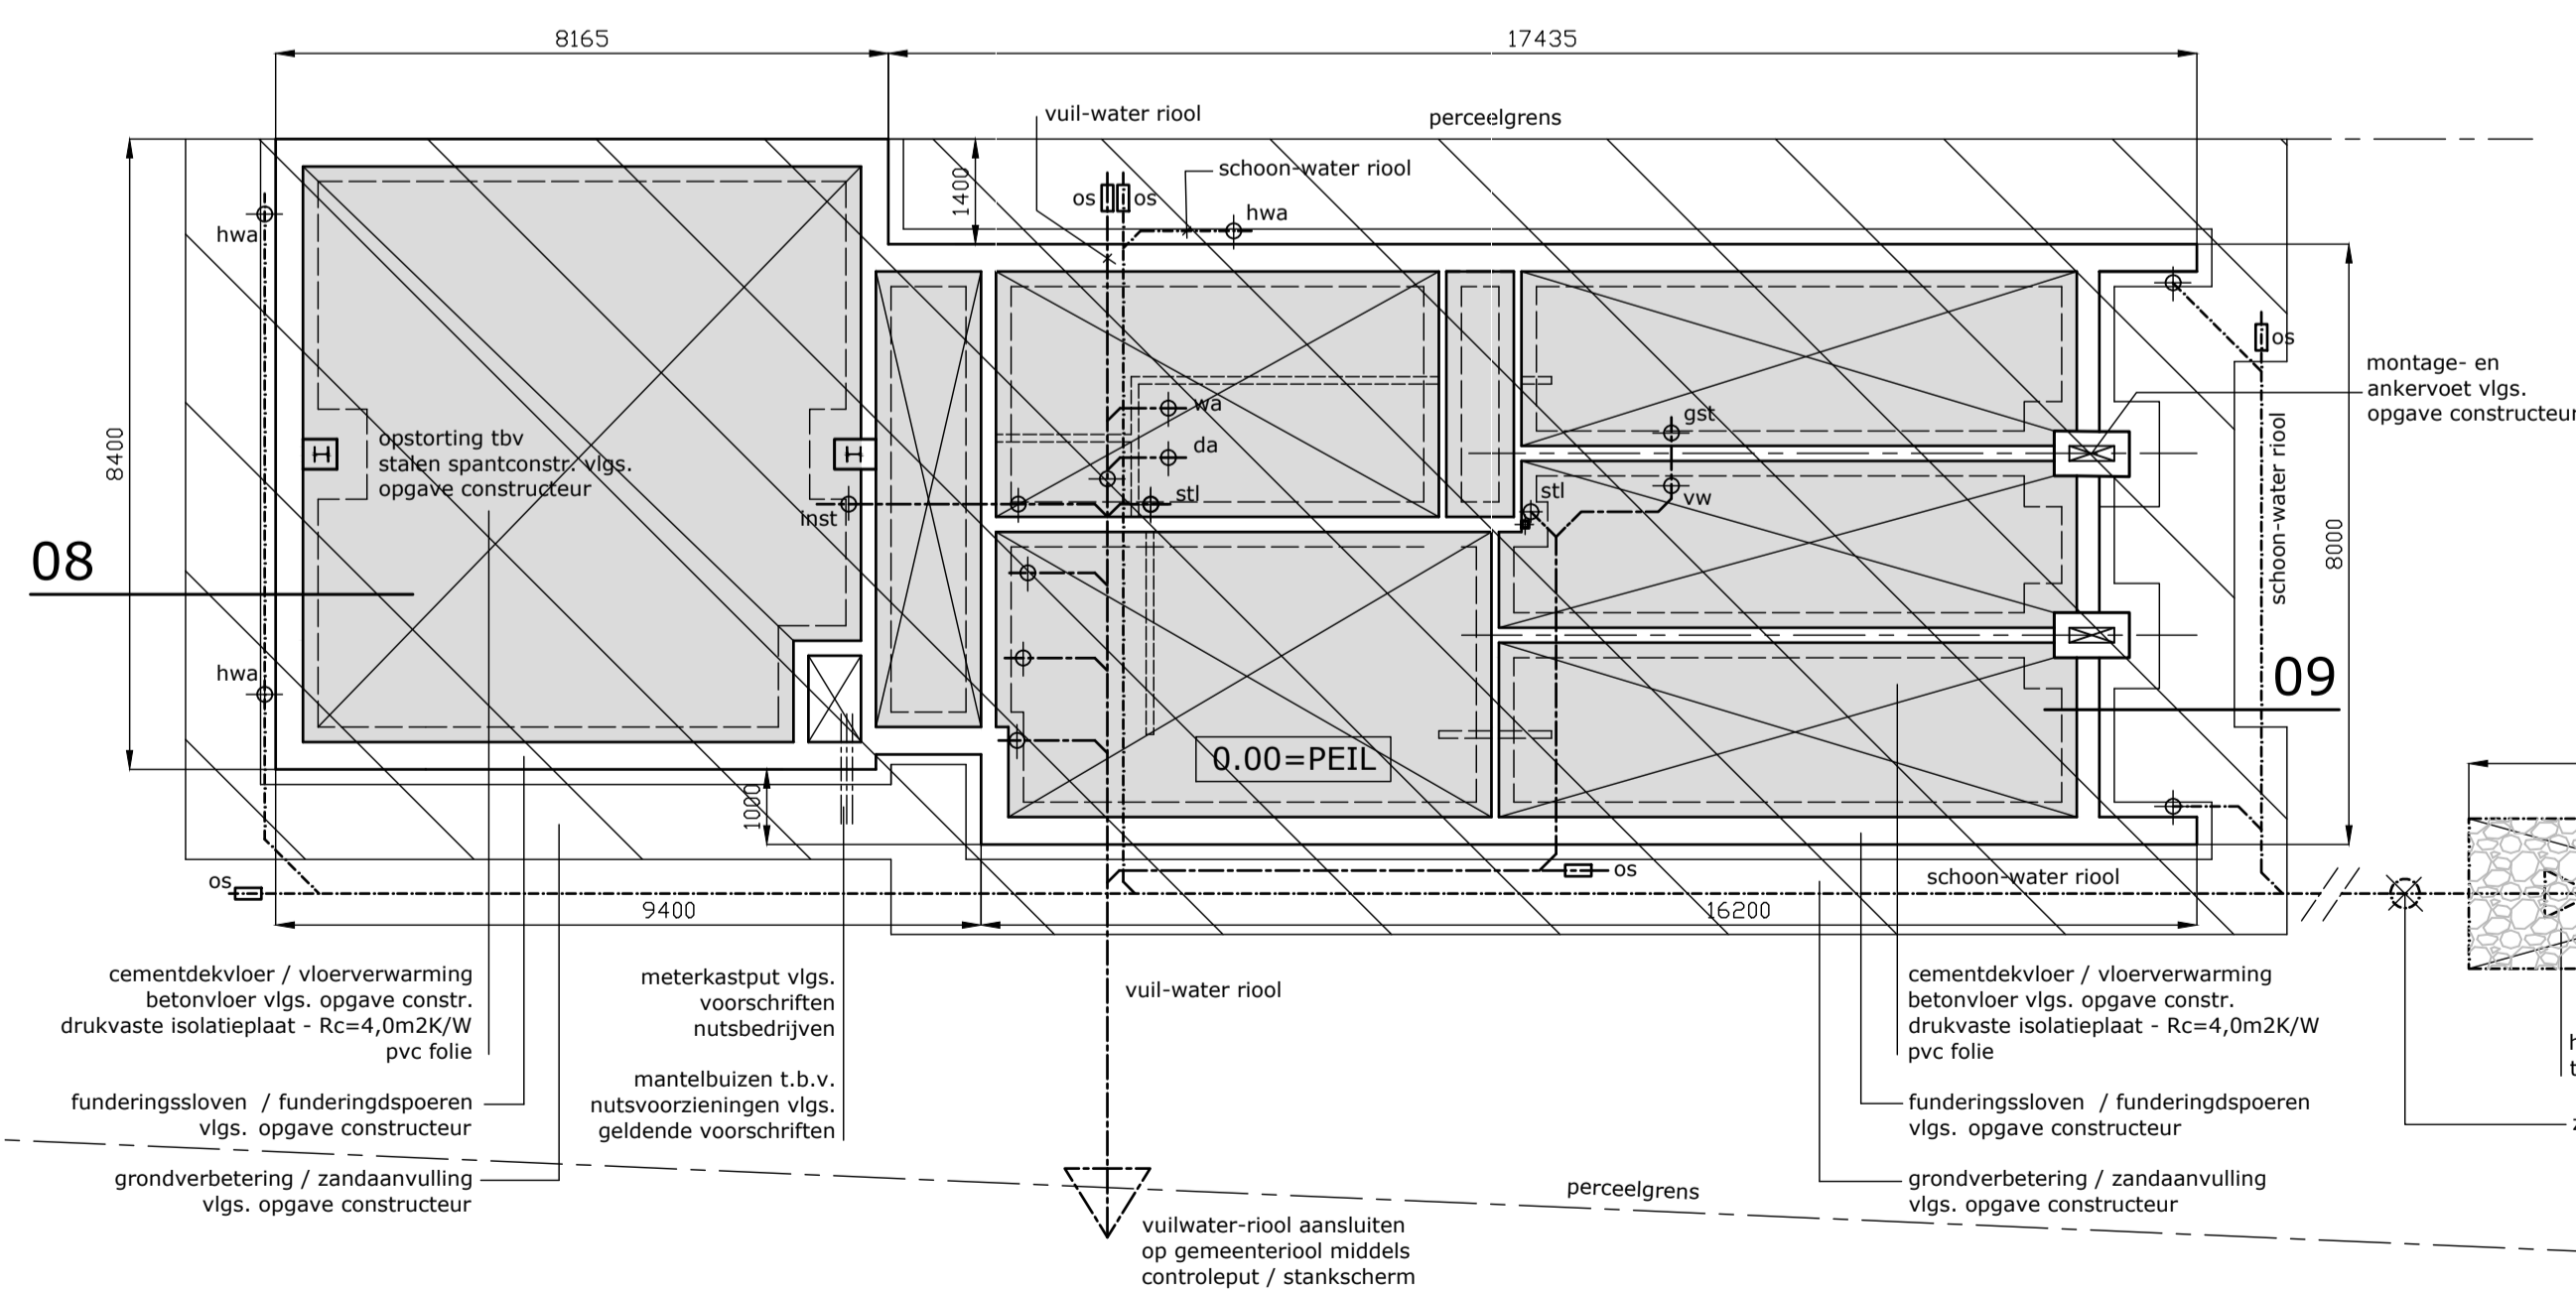 8165
17435
vuil-water riool
perceelgrens
schoon-water riool
1400
os
os
hwa
hwa
os
montage- en
ankervoet vlgs.
opgave constructeur
wa
gst
da
opstorting tbv
stalen spantconstr. vlgs.
opgave constructeur
8400
stl
stl
vw
inst
schoon-water riool
8000
08
hwa
09
0.00=PEIL
1000
os
os
schoon-water riool
9400
16200
cementdekvloer / vloerverwarming
betonvloer vlgs. opgave constr.
drukvaste isolatieplaat - Rc=4,0m2K/W
pvc folie
meterkastput vlgs.
voorschriften
nutsbedrijven
vuil-water riool
cementdekvloer / vloerverwarming
betonvloer vlgs. opgave constr.
drukvaste isolatieplaat - Rc=4,0m2K/W
pvc folie
mantelbuizen t.b.v.
nutsvoorzieningen vlgs.
geldende voorschriften
funderingssloven / funderingdspoeren
vlgs. opgave constructeur
funderingssloven / funderingdspoeren
vlgs. opgave constructeur
grondverbetering / zandaanvulling
vlgs. opgave constructeur
perceelgrens
grondverbetering / zandaanvulling
vlgs. opgave constructeur
vuilwater-riool aansluiten
op gemeenteriool middels
controleput / stankscherm